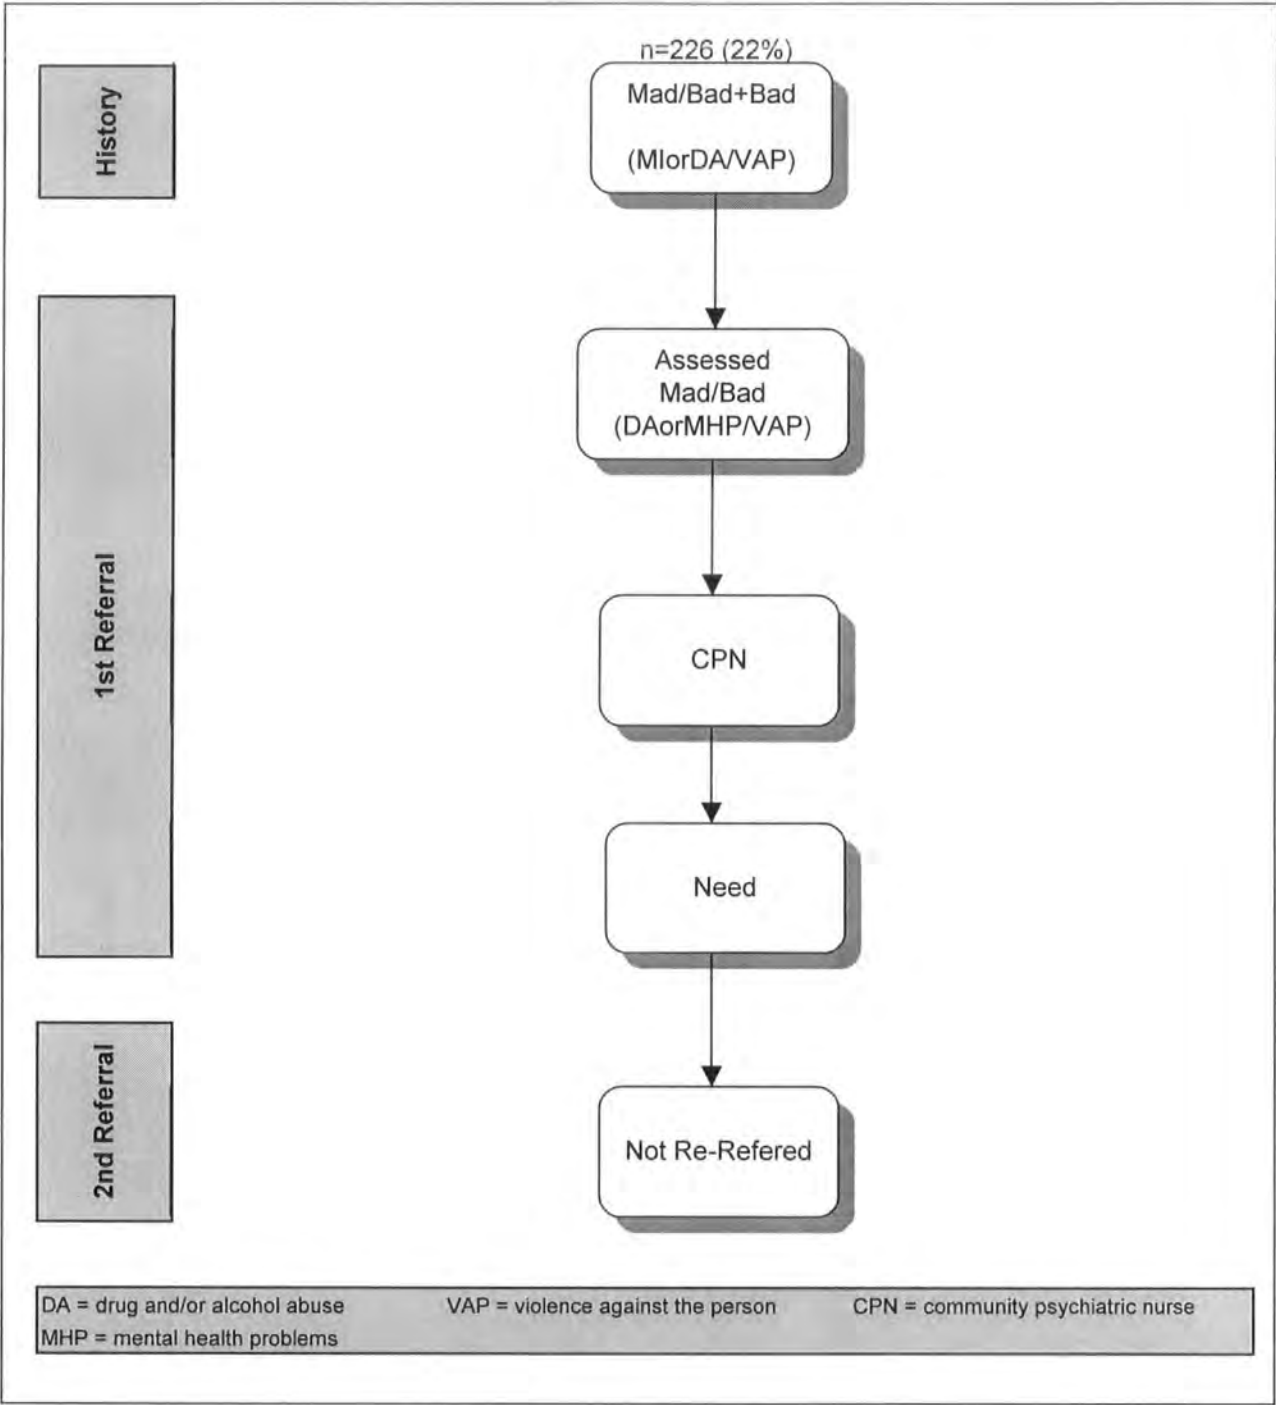 n=226 (22%)
History
Mad/Bad+Bad
(MIorDA/VAP)
1st Referral
Assessed
Mad/Bad
(DAorMHP/VAP)
CPN
Need
2nd Referral
Not Re-Refered
DA = drug and/or alcohol abuse VAP = violence against the person CPN = community psychiatric nurse
MHP = mental health problems